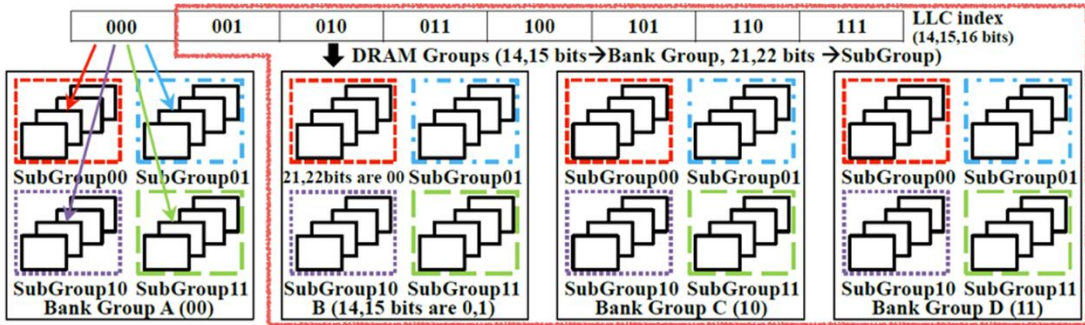 000 001 010 011 100 101 110 111 LLC index
(14,15,16 bits)
DRAM Groups (14,15 bits→Bank Group, 21,22 bits →SubGroup)
SubGroup00 SubGroup01 21,22bits are 00 SubGroup01 SubGroup00 SubGroup01 SubGroup00 SubGroup01
SubGroup10 SubGroup11 SubGroup10 SubGroup11 SubGroup10 SubGroup11 SubGroup10 SubGroup11
Bank Group A (00) B (14,15 bits are 0,1) Bank Group C (10) Bank Group D (11)